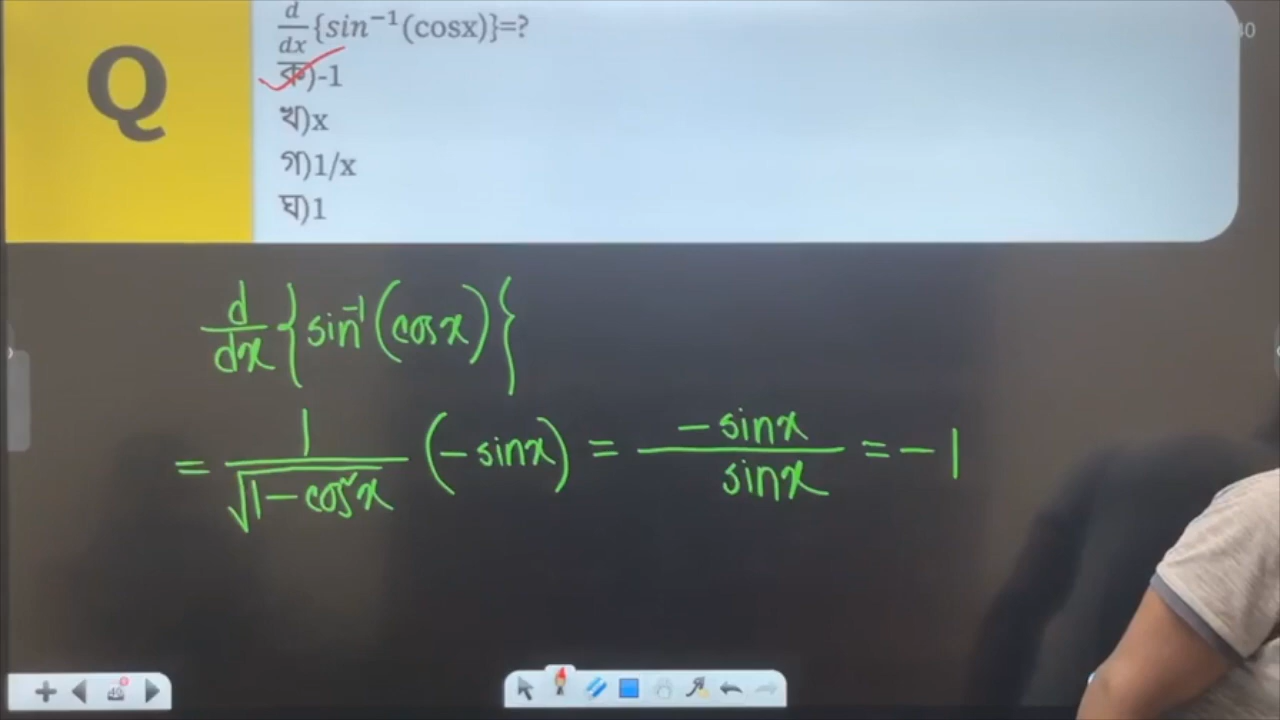 Q
d/dx {sin⁻¹(cosx)}=?
ক)-1
খ)x
গ)1/x
ঘ)1
d/dx {sin⁻¹(cosx)}
= 1/√(1-cos²x) (-sinx) = -sinx/sinx = -1